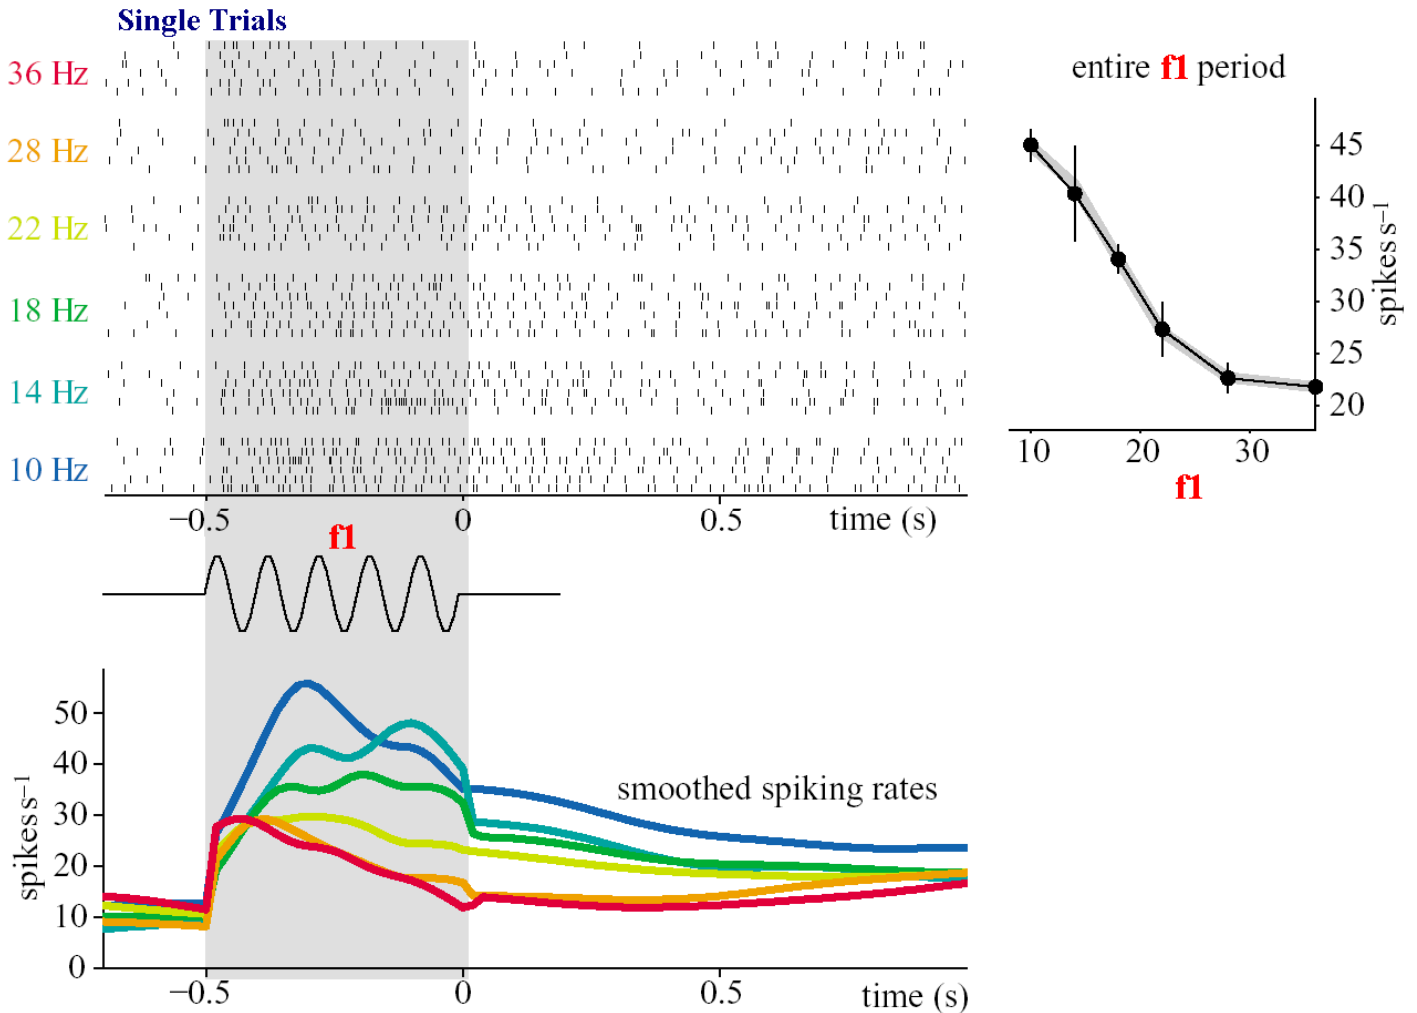 Single Trials
36 Hz
28 Hz
22 Hz
18 Hz
14 Hz
10 Hz
−0.5 0 0.5 time (s)
f1
entire f1 period
45
40
35
30
25
20
spikes s⁻¹
10 20 30
f1
50
40
30
20
10
0
spikes s⁻¹
smoothed spiking rates
−0.5 0 0.5 time (s)